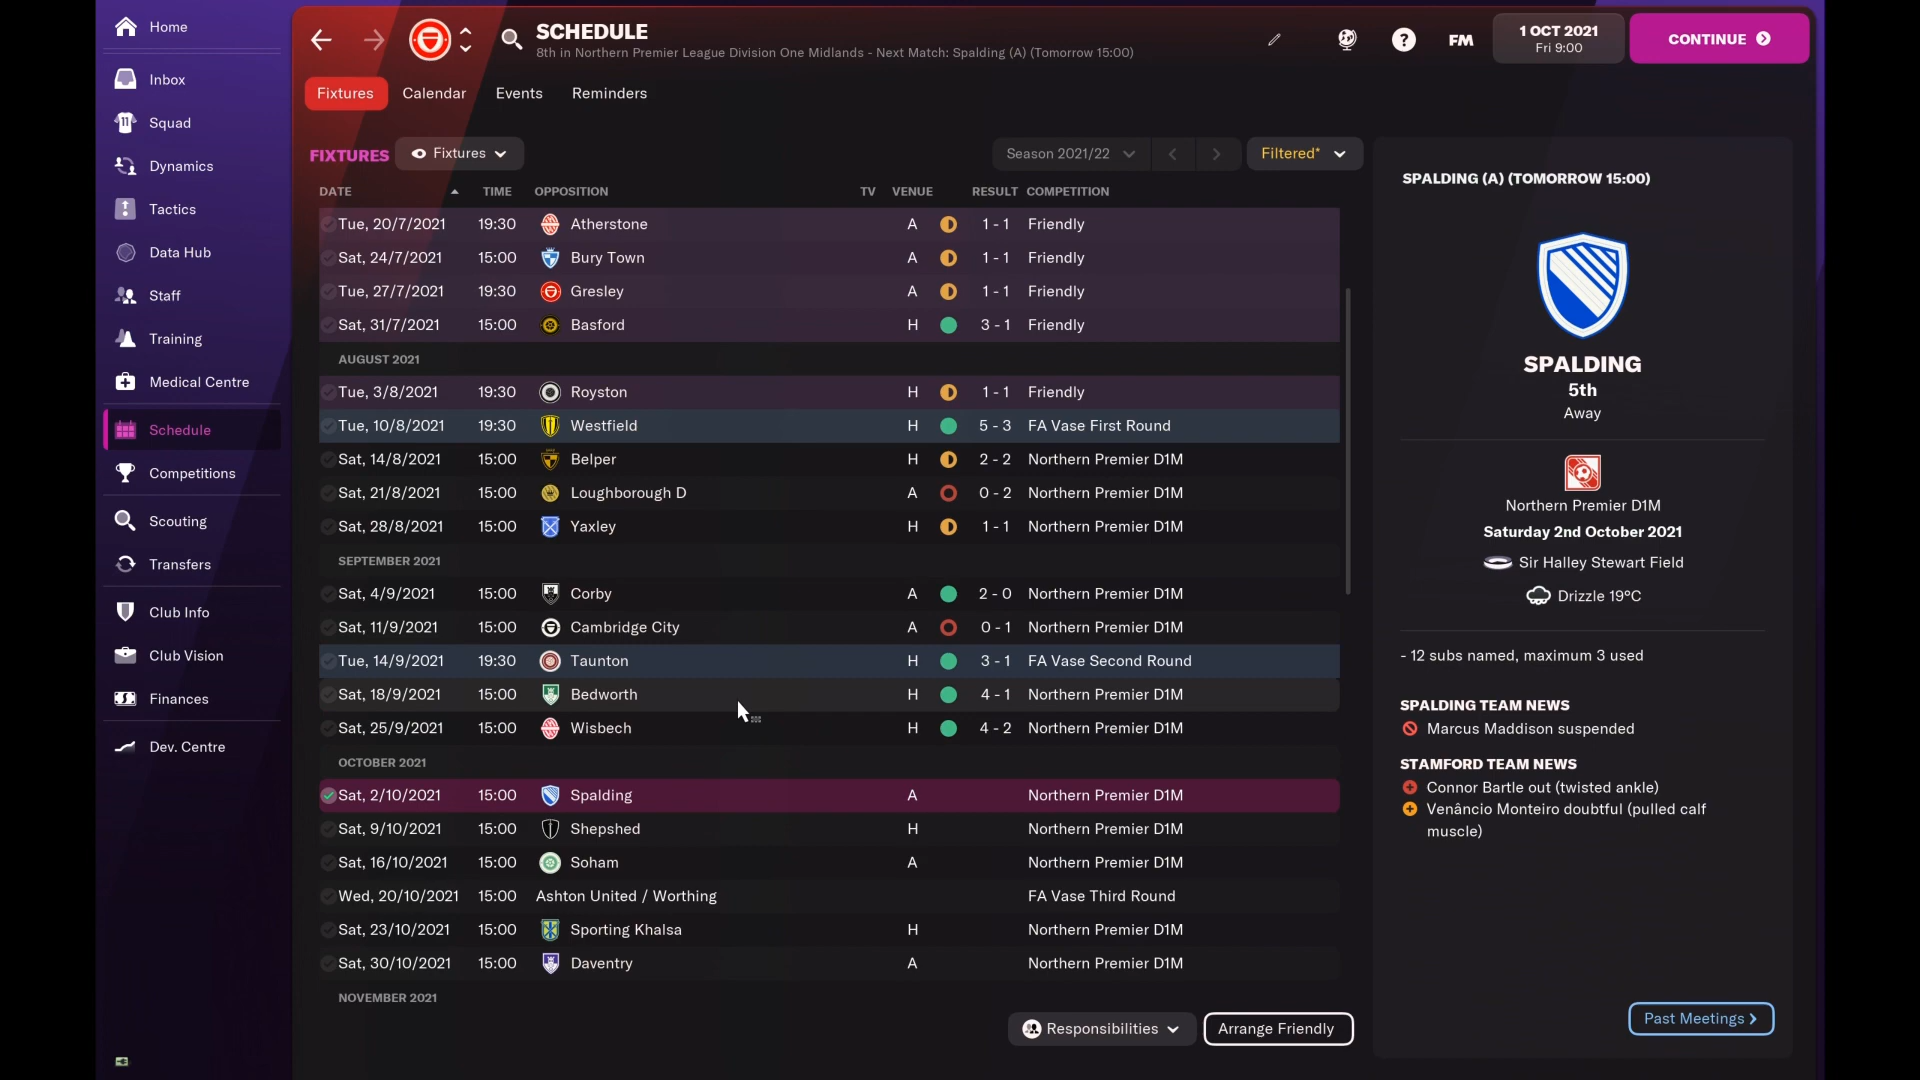 Home
Inbox
Squad
Dynamics
Tactics
Data Hub
Staff
Training
Medical Centre
Schedule
Competitions
Scouting
Transfers
Club Info
Club Vision
Finances
Dev. Centre
SCHEDULE
8th in Northern Premier League Division One Midlands - Next Match: Spalding (A) (Tomorrow 15:00)
FM
1 OCT 2021
Fri 9:00
CONTINUE
Fixtures Calendar Events Reminders
FIXTURES Fixtures Season 2021/22 Filtered*
DATE TIME OPPOSITION TV VENUE RESULT COMPETITION
Tue, 20/7/2021 19:30 Atherstone A 1 - 1 Friendly
Sat, 24/7/2021 15:00 Bury Town A 1 - 1 Friendly
Tue, 27/7/2021 19:30 Gresley A 1 - 1 Friendly
Sat, 31/7/2021 15:00 Basford H 3 - 1 Friendly
AUGUST 2021
Tue, 3/8/2021 19:30 Royston H 1 - 1 Friendly
Tue, 10/8/2021 19:30 Westfield H 5 - 3 FA Vase First Round
Sat, 14/8/2021 15:00 Belper H 2 - 2 Northern Premier D1M
Sat, 21/8/2021 15:00 Loughborough D A 0 - 2 Northern Premier D1M
Sat, 28/8/2021 15:00 Yaxley H 1 - 1 Northern Premier D1M
SEPTEMBER 2021
Sat, 4/9/2021 15:00 Corby A 2 - 0 Northern Premier D1M
Sat, 11/9/2021 15:00 Cambridge City A 0 - 1 Northern Premier D1M
Tue, 14/9/2021 19:30 Taunton H 3 - 1 FA Vase Second Round
Sat, 18/9/2021 15:00 Bedworth H 4 - 1 Northern Premier D1M
Sat, 25/9/2021 15:00 Wisbech H 4 - 2 Northern Premier D1M
OCTOBER 2021
Sat, 2/10/2021 15:00 Spalding A Northern Premier D1M
Sat, 9/10/2021 15:00 Shepshed H Northern Premier D1M
Sat, 16/10/2021 15:00 Soham A Northern Premier D1M
Wed, 20/10/2021 15:00 Ashton United / Worthing FA Vase Third Round
Sat, 23/10/2021 15:00 Sporting Khalsa H Northern Premier D1M
Sat, 30/10/2021 15:00 Daventry A Northern Premier D1M
NOVEMBER 2021
Responsibilities Arrange Friendly
SPALDING (A) (TOMORROW 15:00)
SPALDING
5th
Away
Northern Premier D1M
Saturday 2nd October 2021
Sir Halley Stewart Field
Drizzle 19°C
- 12 subs named, maximum 3 used
SPALDING TEAM NEWS
Marcus Maddison suspended
STAMFORD TEAM NEWS
Connor Bartle out (twisted ankle)
Venâncio Monteiro doubtful (pulled calf
muscle)
Past Meetings